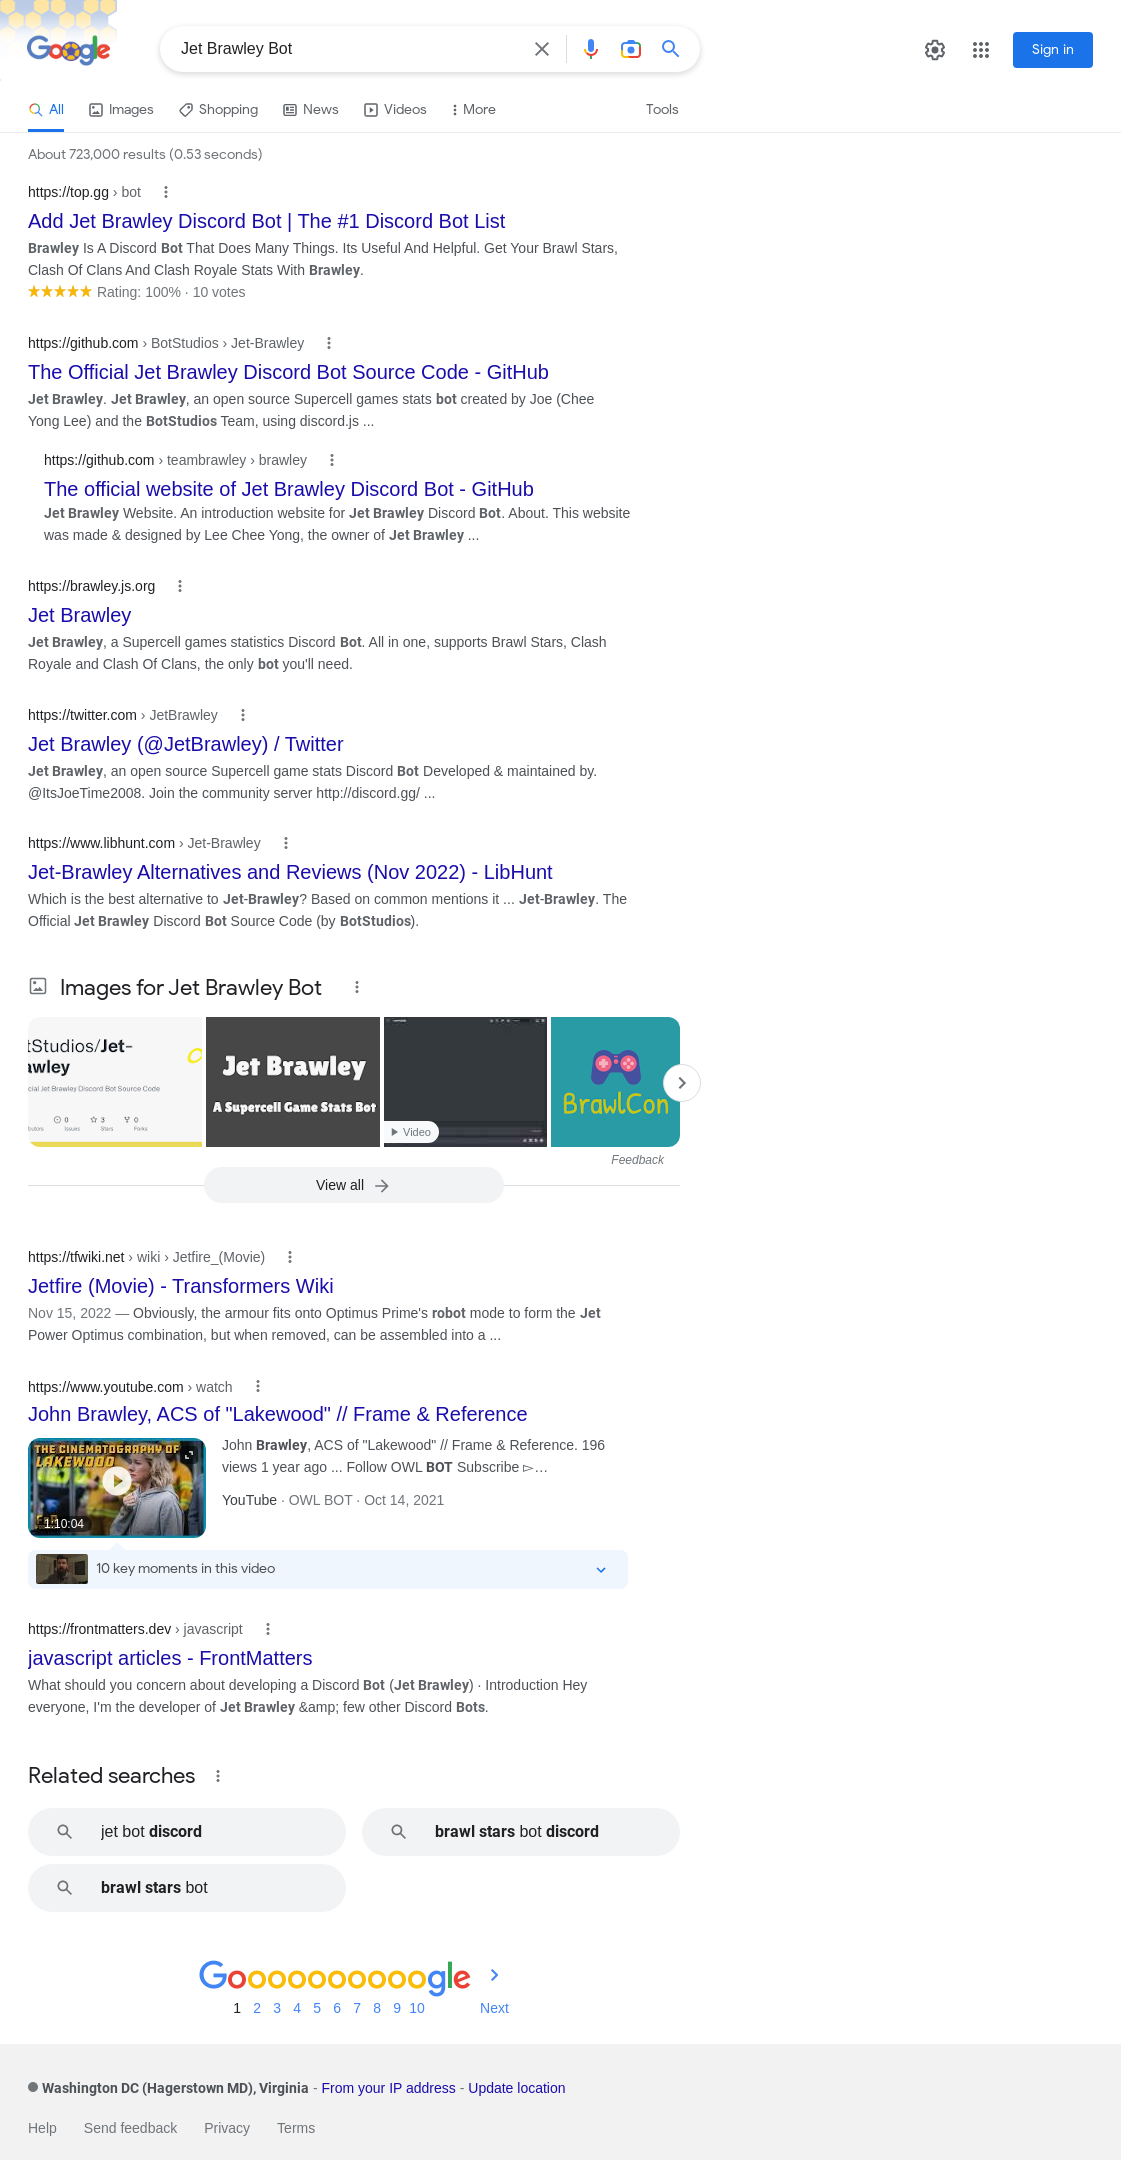 Google
Jet Brawley Bot
Sign in
All
Images
Shopping
News
Videos
More
Tools
About 723,000 results (0.53 seconds)
https://top.gg › bot
Add Jet Brawley Discord Bot | The #1 Discord Bot List
Brawley Is A Discord Bot That Does Many Things. Its Useful And Helpful. Get Your Brawl Stars,
Clash Of Clans And Clash Royale Stats With Brawley.
Rating: 100% · 10 votes
https://github.com › BotStudios › Jet-Brawley
The Official Jet Brawley Discord Bot Source Code - GitHub
Jet Brawley. Jet Brawley, an open source Supercell games stats bot created by Joe (Chee
Yong Lee) and the BotStudios Team, using discord.js ...
https://github.com › teambrawley › brawley
The official website of Jet Brawley Discord Bot - GitHub
Jet Brawley Website. An introduction website for Jet Brawley Discord Bot. About. This website
was made & designed by Lee Chee Yong, the owner of Jet Brawley ...
https://brawley.js.org
Jet Brawley
Jet Brawley, a Supercell games statistics Discord Bot. All in one, supports Brawl Stars, Clash
Royale and Clash Of Clans, the only bot you'll need.
https://twitter.com › JetBrawley
Jet Brawley (@JetBrawley) / Twitter
Jet Brawley, an open source Supercell game stats Discord Bot Developed & maintained by.
@ItsJoeTime2008. Join the community server http://discord.gg/ ...
https://www.libhunt.com › Jet-Brawley
Jet-Brawley Alternatives and Reviews (Nov 2022) - LibHunt
Which is the best alternative to Jet-Brawley? Based on common mentions it ... Jet-Brawley. The
Official Jet Brawley Discord Bot Source Code (by BotStudios).
Images for Jet Brawley Bot
tStudios/Jet-
awley
cial Jet Brawley Discord Bot Source Code
0 3 0
butors Issues Stars Forks
Jet Brawley
A Supercell Game Stats Bot
Video
BrawlCon
Feedback
View all
https://tfwiki.net › wiki › Jetfire_(Movie)
Jetfire (Movie) - Transformers Wiki
Nov 15, 2022 — Obviously, the armour fits onto Optimus Prime's robot mode to form the Jet
Power Optimus combination, but when removed, can be assembled into a ...
https://www.youtube.com › watch
John Brawley, ACS of "Lakewood" // Frame & Reference
THE CINEMATOGRAPHY OF
LAKEWOOD
1:10:04
John Brawley, ACS of "Lakewood" // Frame & Reference. 196
views 1 year ago ... Follow OWL BOT Subscribe ▻…
YouTube · OWL BOT · Oct 14, 2021
10 key moments in this video
https://frontmatters.dev › javascript
javascript articles - FrontMatters
What should you concern about developing a Discord Bot (Jet Brawley) · Introduction Hey
everyone, I'm the developer of Jet Brawley &amp; few other Discord Bots.
Related searches
jet bot discord
brawl stars bot discord
brawl stars bot
Goooooooooogle
1 2 3 4 5 6 7 8 9 10 Next
Washington DC (Hagerstown MD), Virginia - From your IP address - Update location
Help Send feedback Privacy Terms